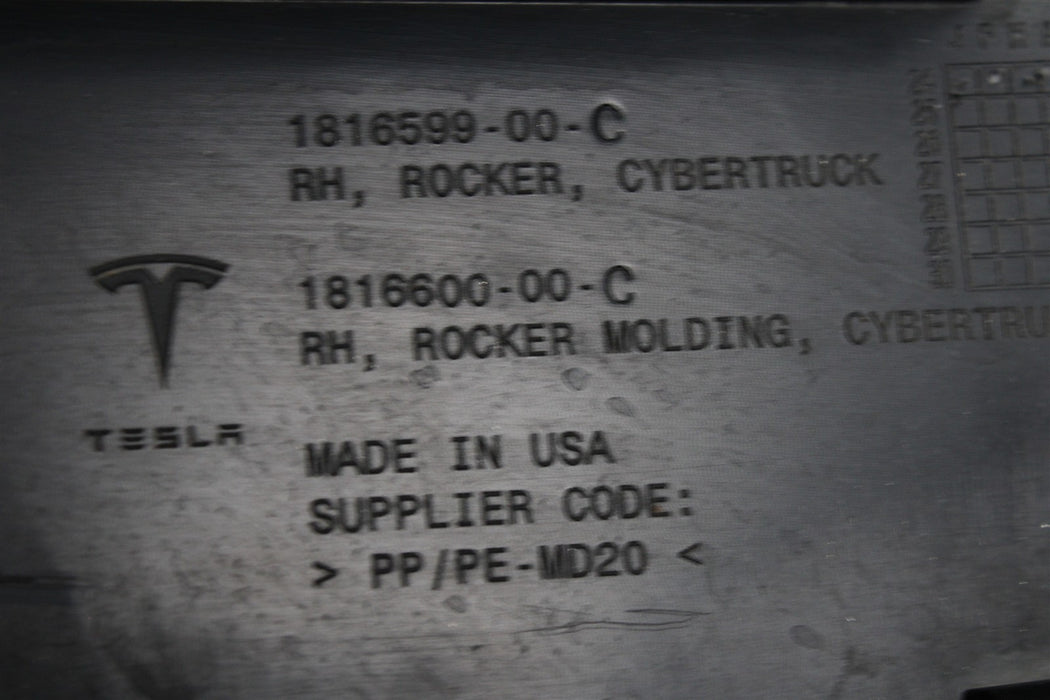 1816599-00-C
RH, ROCKER, CYBERTRUCK
1816600-00-C
RH, ROCKER MOLDING, CYBERTRU
TESLA
MADE IN USA
SUPPLIER CODE:
> PP/PE-MD20 <